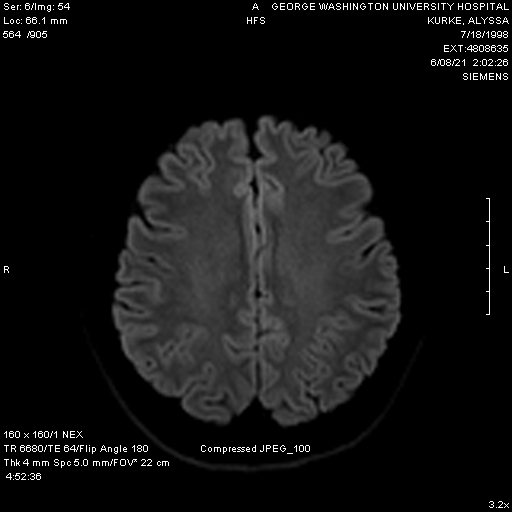 Ser: 6/Img: 54
Loc: 66.1 mm
564 /905
A
HFS
GEORGE WASHINGTON UNIVERSITY HOSPITAL
KURKE, ALYSSA
7/18/1998
EXT:4808635
6/08/21 2:02:26
SIEMENS
R
L
160 x 160/1 NEX
TR 6680/TE 64/Flip Angle 180
Thk 4 mm Spc 5.0 mm/FOV* 22 cm
4:52:36
Compressed JPEG_100
3.2x